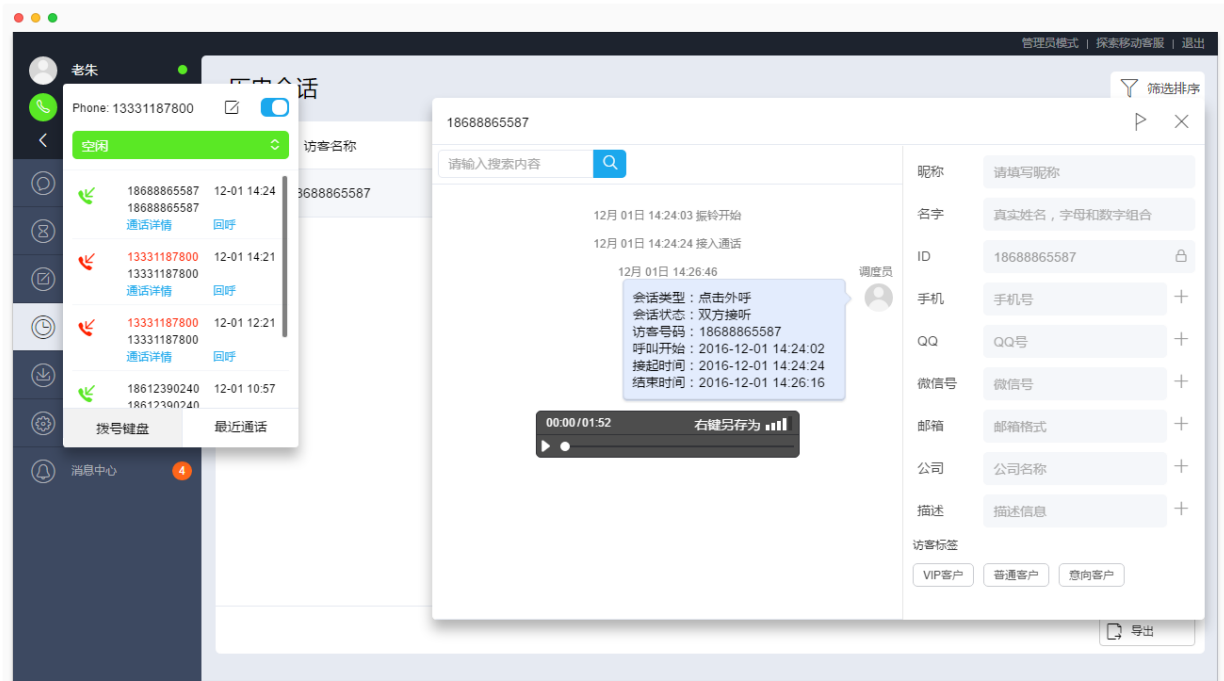 管理员模式 | 探索移动客服 | 退出
老朱
历史会话
筛选排序
Phone: 13331187800
空闲
访客名称
18688865587 12-01 14:24
18688865587
通话详情 回呼
13331187800 12-01 14:21
13331187800
通话详情 回呼
13331187800 12-01 12:21
13331187800
通话详情 回呼
18612390240 12-01 10:57
18612390240
拨号键盘 最近通话
消息中心 4
8688865587
18688865587
请输入搜索内容
12月 01日 14:24:03 振铃开始
12月 01日 14:24:24 接入通话
12月 01日 14:26:46
调度员
会话类型：点击外呼
会话状态：双方接听
访客号码：18688865587
呼叫开始：2016-12-01 14:24:02
接起时间：2016-12-01 14:24:24
结束时间：2016-12-01 14:26:16
00:00/01:52 右键另存为
昵称 请填写昵称
名字 真实姓名，字母和数字组合
ID 18688865587
手机 手机号
QQ QQ号
微信号 微信号
邮箱 邮箱格式
公司 公司名称
描述 描述信息
访客标签
VIP客户 普通客户 意向客户
导出